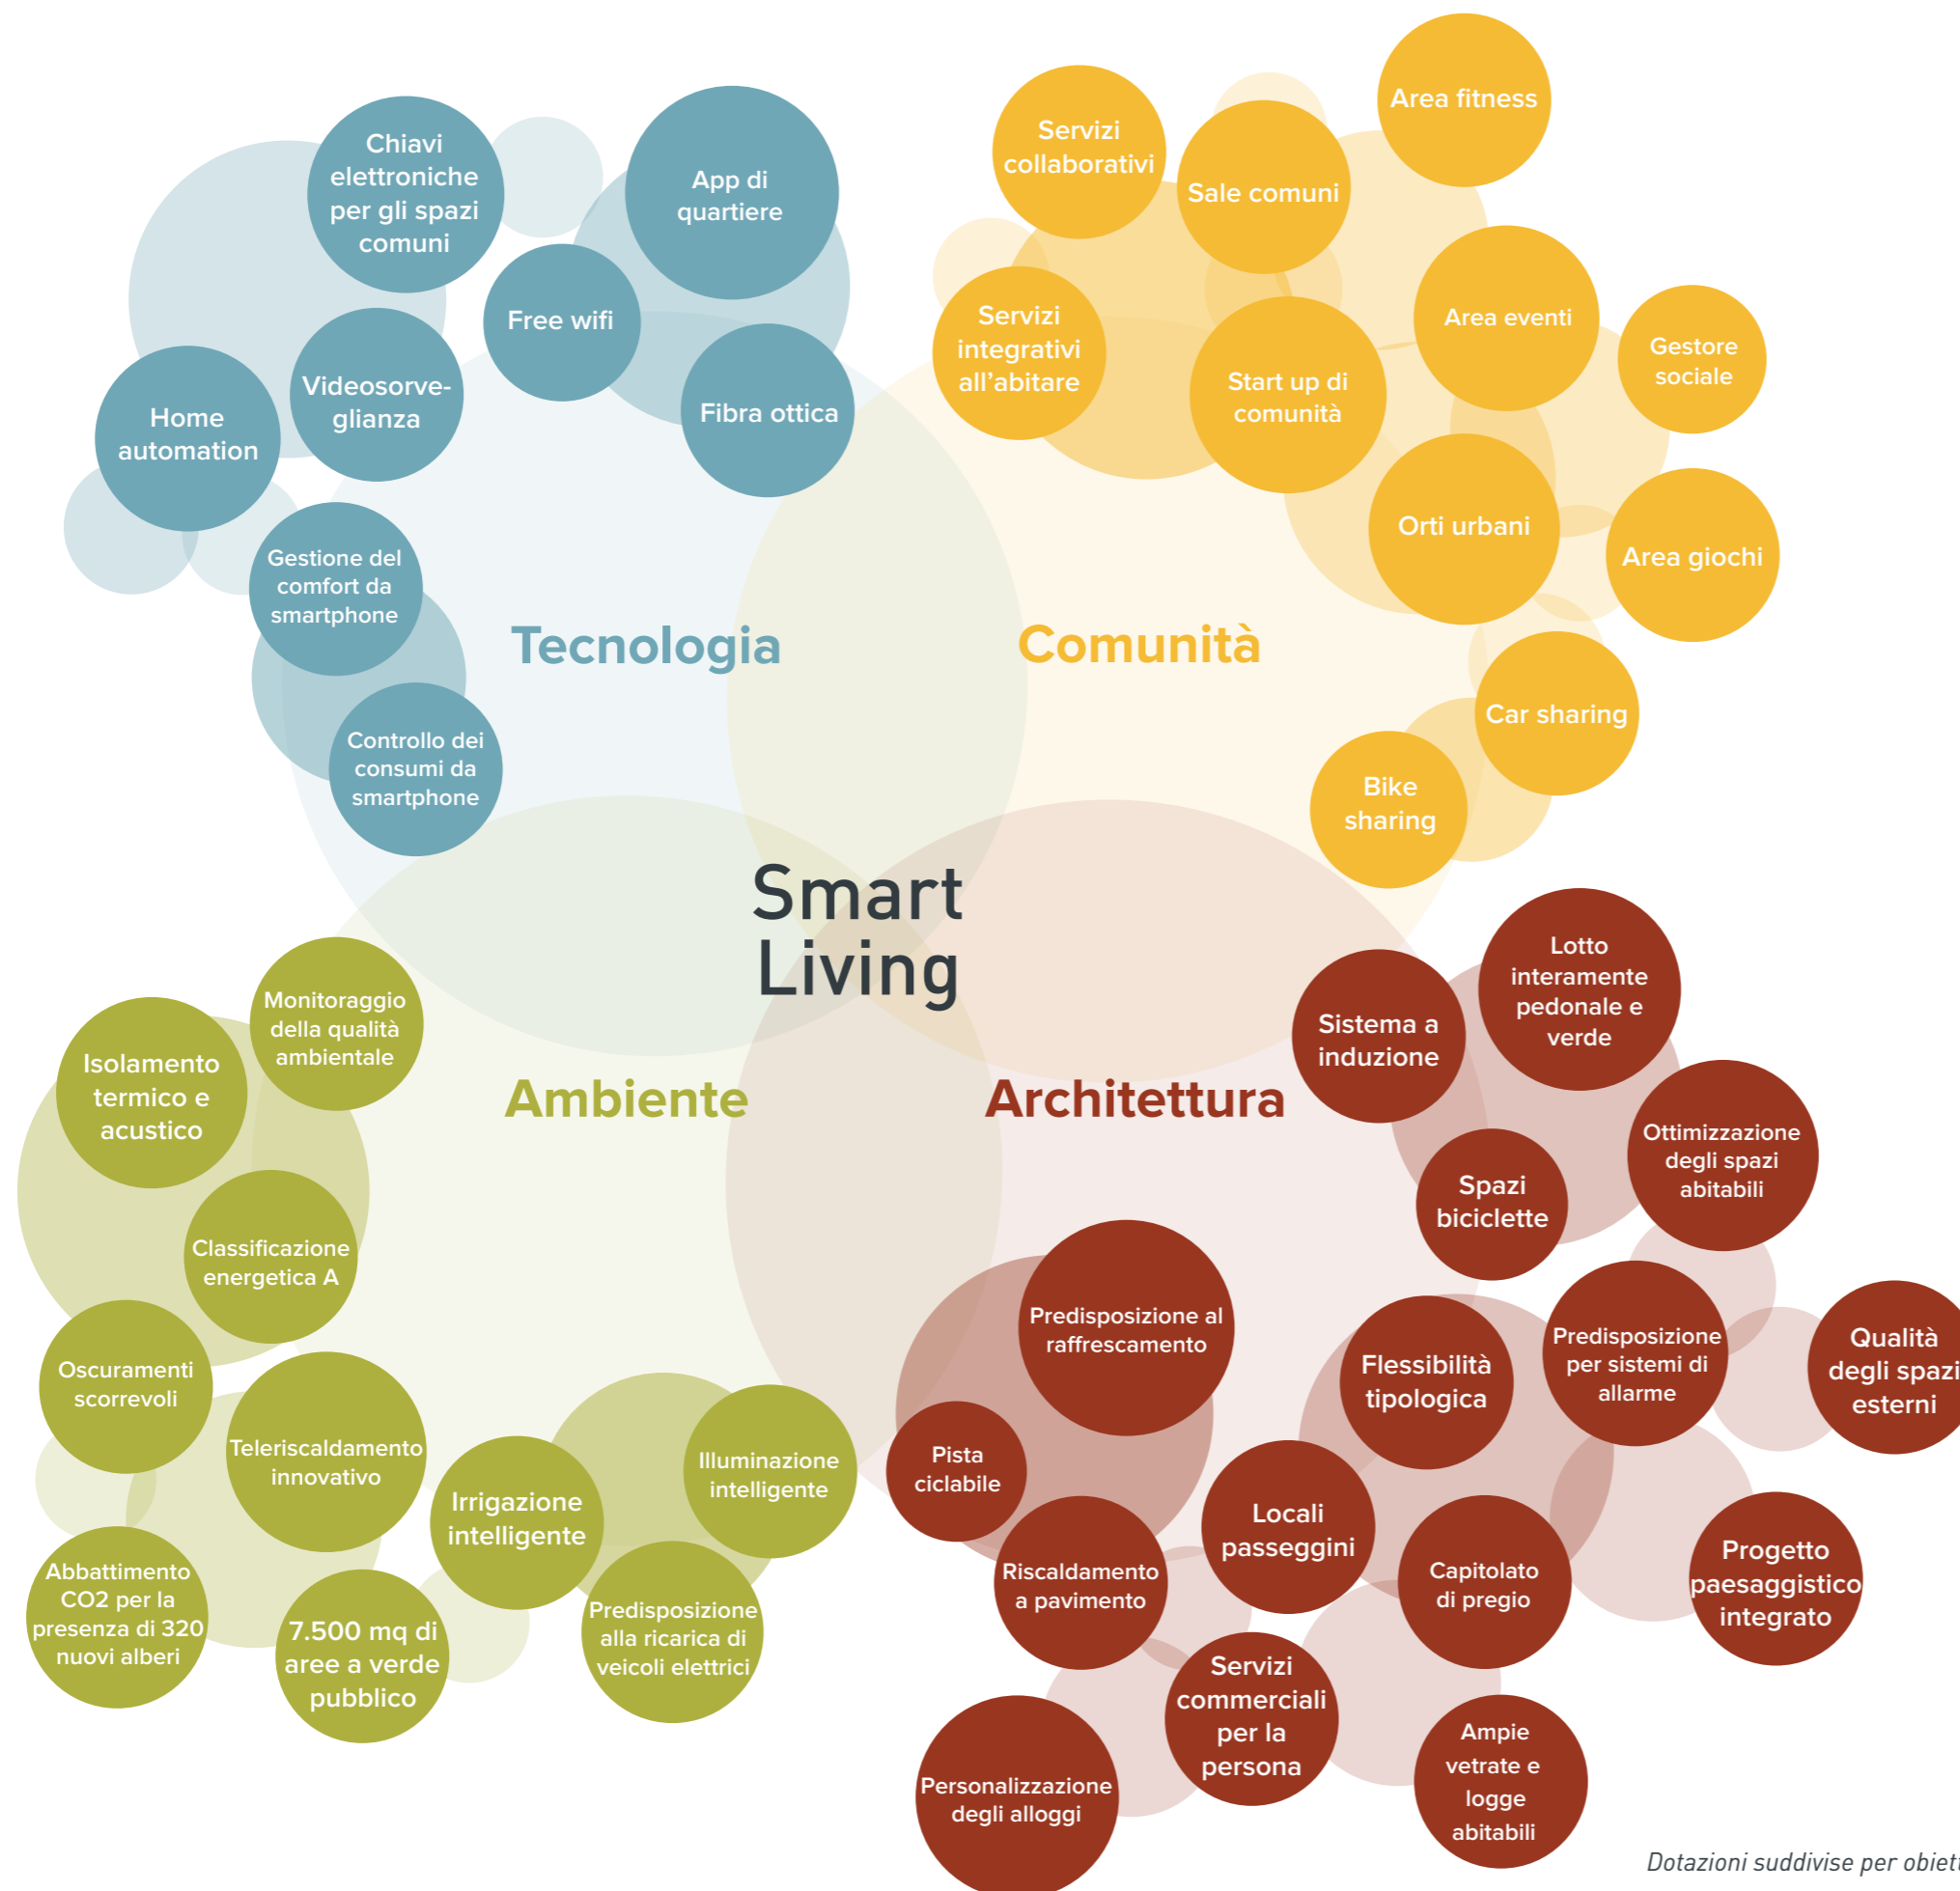 Chiavi
elettroniche
per gli spazi
comuni
App di
quartiere
Free wifi
Videosorve-
glianza
Home
automation
Fibra ottica
Gestione del
comfort da
smartphone
Controllo dei
consumi da
smartphone
Tecnologia
Servizi
collaborativi
Sale comuni
Area fitness
Servizi
integrativi
all'abitare
Start up di
comunità
Area eventi
Gestore
sociale
Orti urbani
Area giochi
Car sharing
Bike
sharing
Comunità
Smart
Living
Ambiente
Monitoraggio
della qualità
ambientale
Isolamento
termico e
acustico
Classificazione
energetica A
Oscuramenti
scorrevoli
Teleriscaldamento
innovativo
Irrigazione
intelligente
Illuminazione
intelligente
Abbattimento
CO2 per la
presenza di 320
nuovi alberi
7.500 mq di
aree a verde
pubblico
Predisposizione
alla ricarica di
veicoli elettrici
Architettura
Sistema a
induzione
Lotto
interamente
pedonale e
verde
Ottimizzazione
degli spazi
abitabili
Spazi
biciclette
Predisposizione al
raffrescamento
Flessibilità
tipologica
Predisposizione
per sistemi di
allarme
Qualità
degli spazi
esterni
Pista
ciclabile
Riscaldamento
a pavimento
Locali
passeggini
Capitolato
di pregio
Progetto
paesaggistico
integrato
Servizi
commerciali
per la
persona
Personalizzazione
degli alloggi
Ampie
vetrate e
logge
abitabili
Dotazioni suddivise per